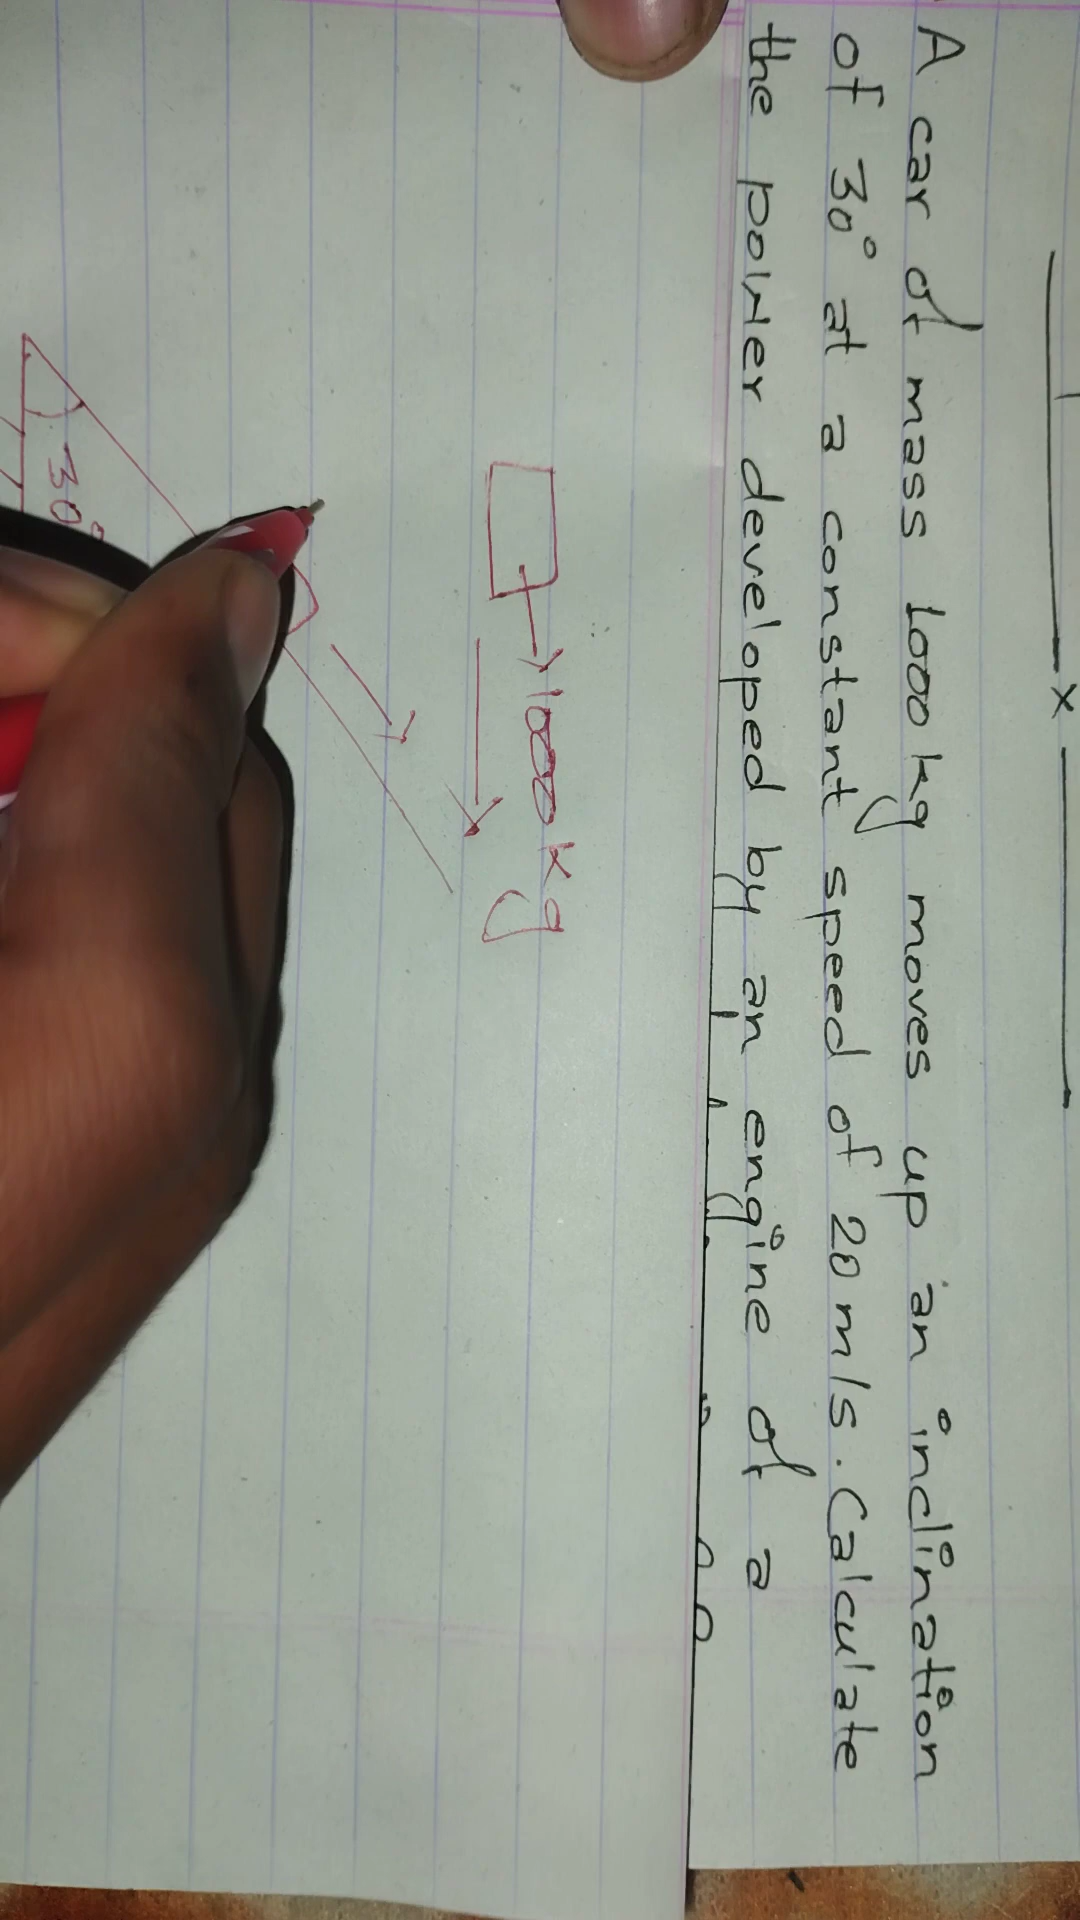 A car of mass 1000 kg moves up an inclination
of 30° at a constant speed of 20 m/s. Calculate
the power developed by an engine of a
1000 kg
30°